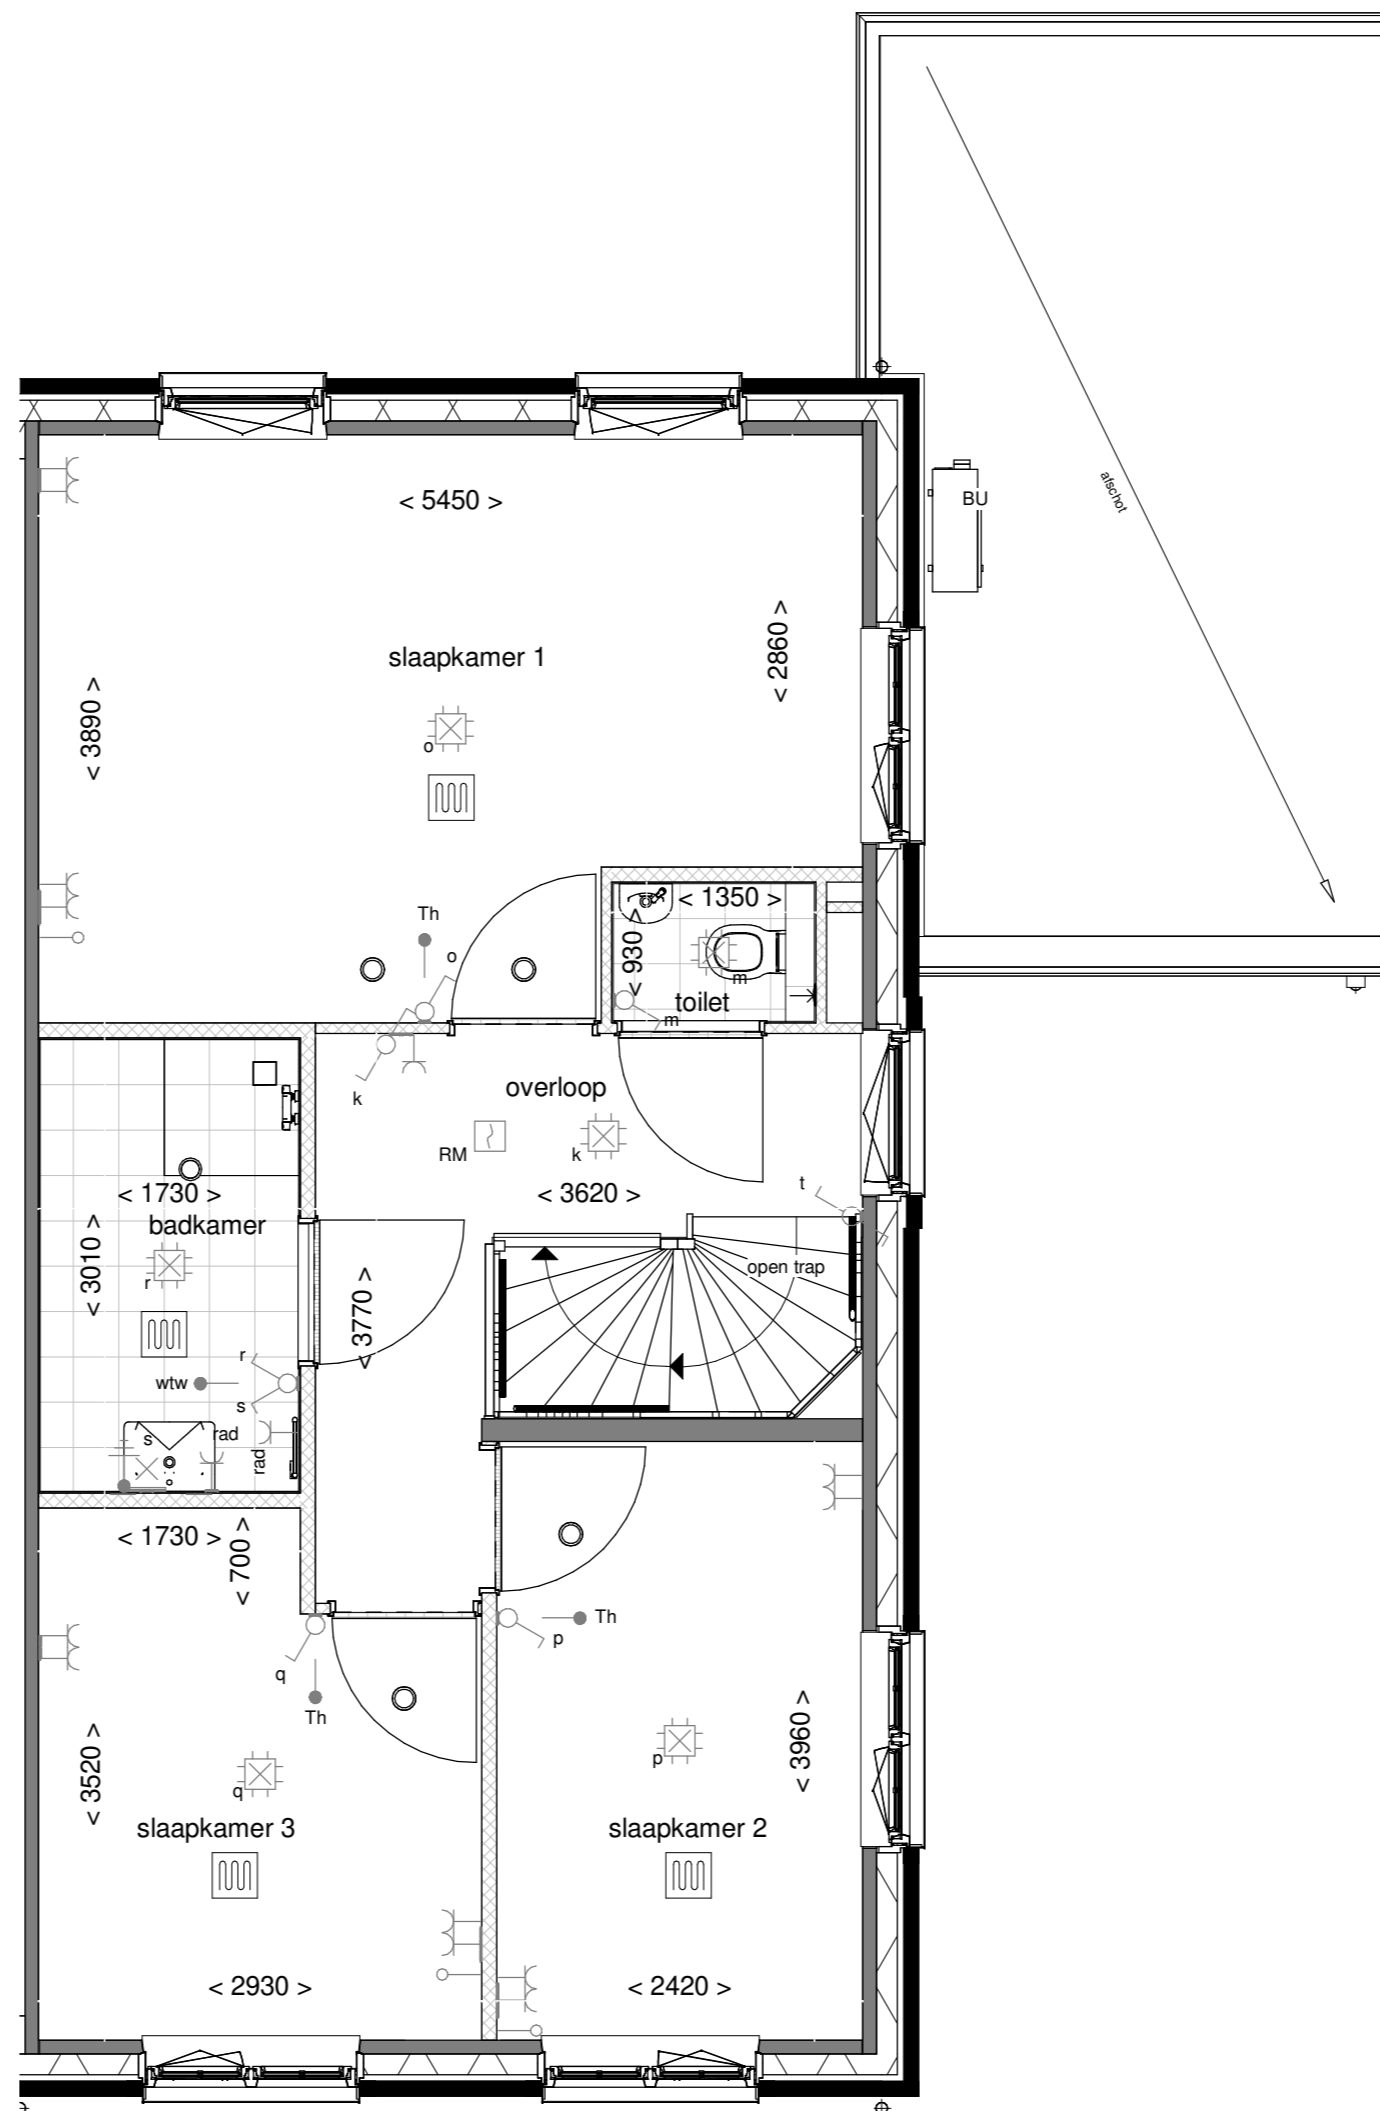 < 5450 >
BU
afschot
< 2860 >
slaapkamer 1
< 3890 >
o
< 1350 >
Th
o
< 930 >
m
toilet
m
overloop
k
RM
k
< 3620 >
t
< 1730 >
badkamer
< 3010 >
r
open trap
< 3770 >
r
wtw
s
s
rad
rad
< 1730 >
< 700 >
Th
p
q
Th
< 3960 >
< 3520 >
p
q
slaapkamer 3
slaapkamer 2
< 2930 >
< 2420 >